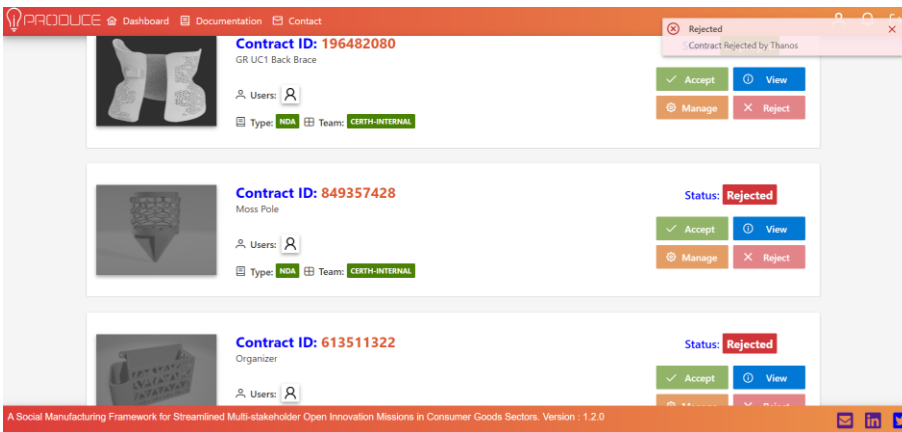 PRODUCE Dashboard Documentation Contact
Rejected
Contract Rejected by Thanos
Contract ID: 196482080
GR UC1 Back Brace
Users:
Type: NDA Team: CERTH-INTERNAL
Accept View
Manage Reject
Contract ID: 849357428
Moss Pole
Users:
Type: NDA Team: CERTH-INTERNAL
Status: Rejected
Accept View
Manage Reject
Contract ID: 613511322
Organizer
Users:
Status: Rejected
Accept View
A Social Manufacturing Framework for Streamlined Multi-stakeholder Open Innovation Missions in Consumer Goods Sectors. Version : 1.2.0